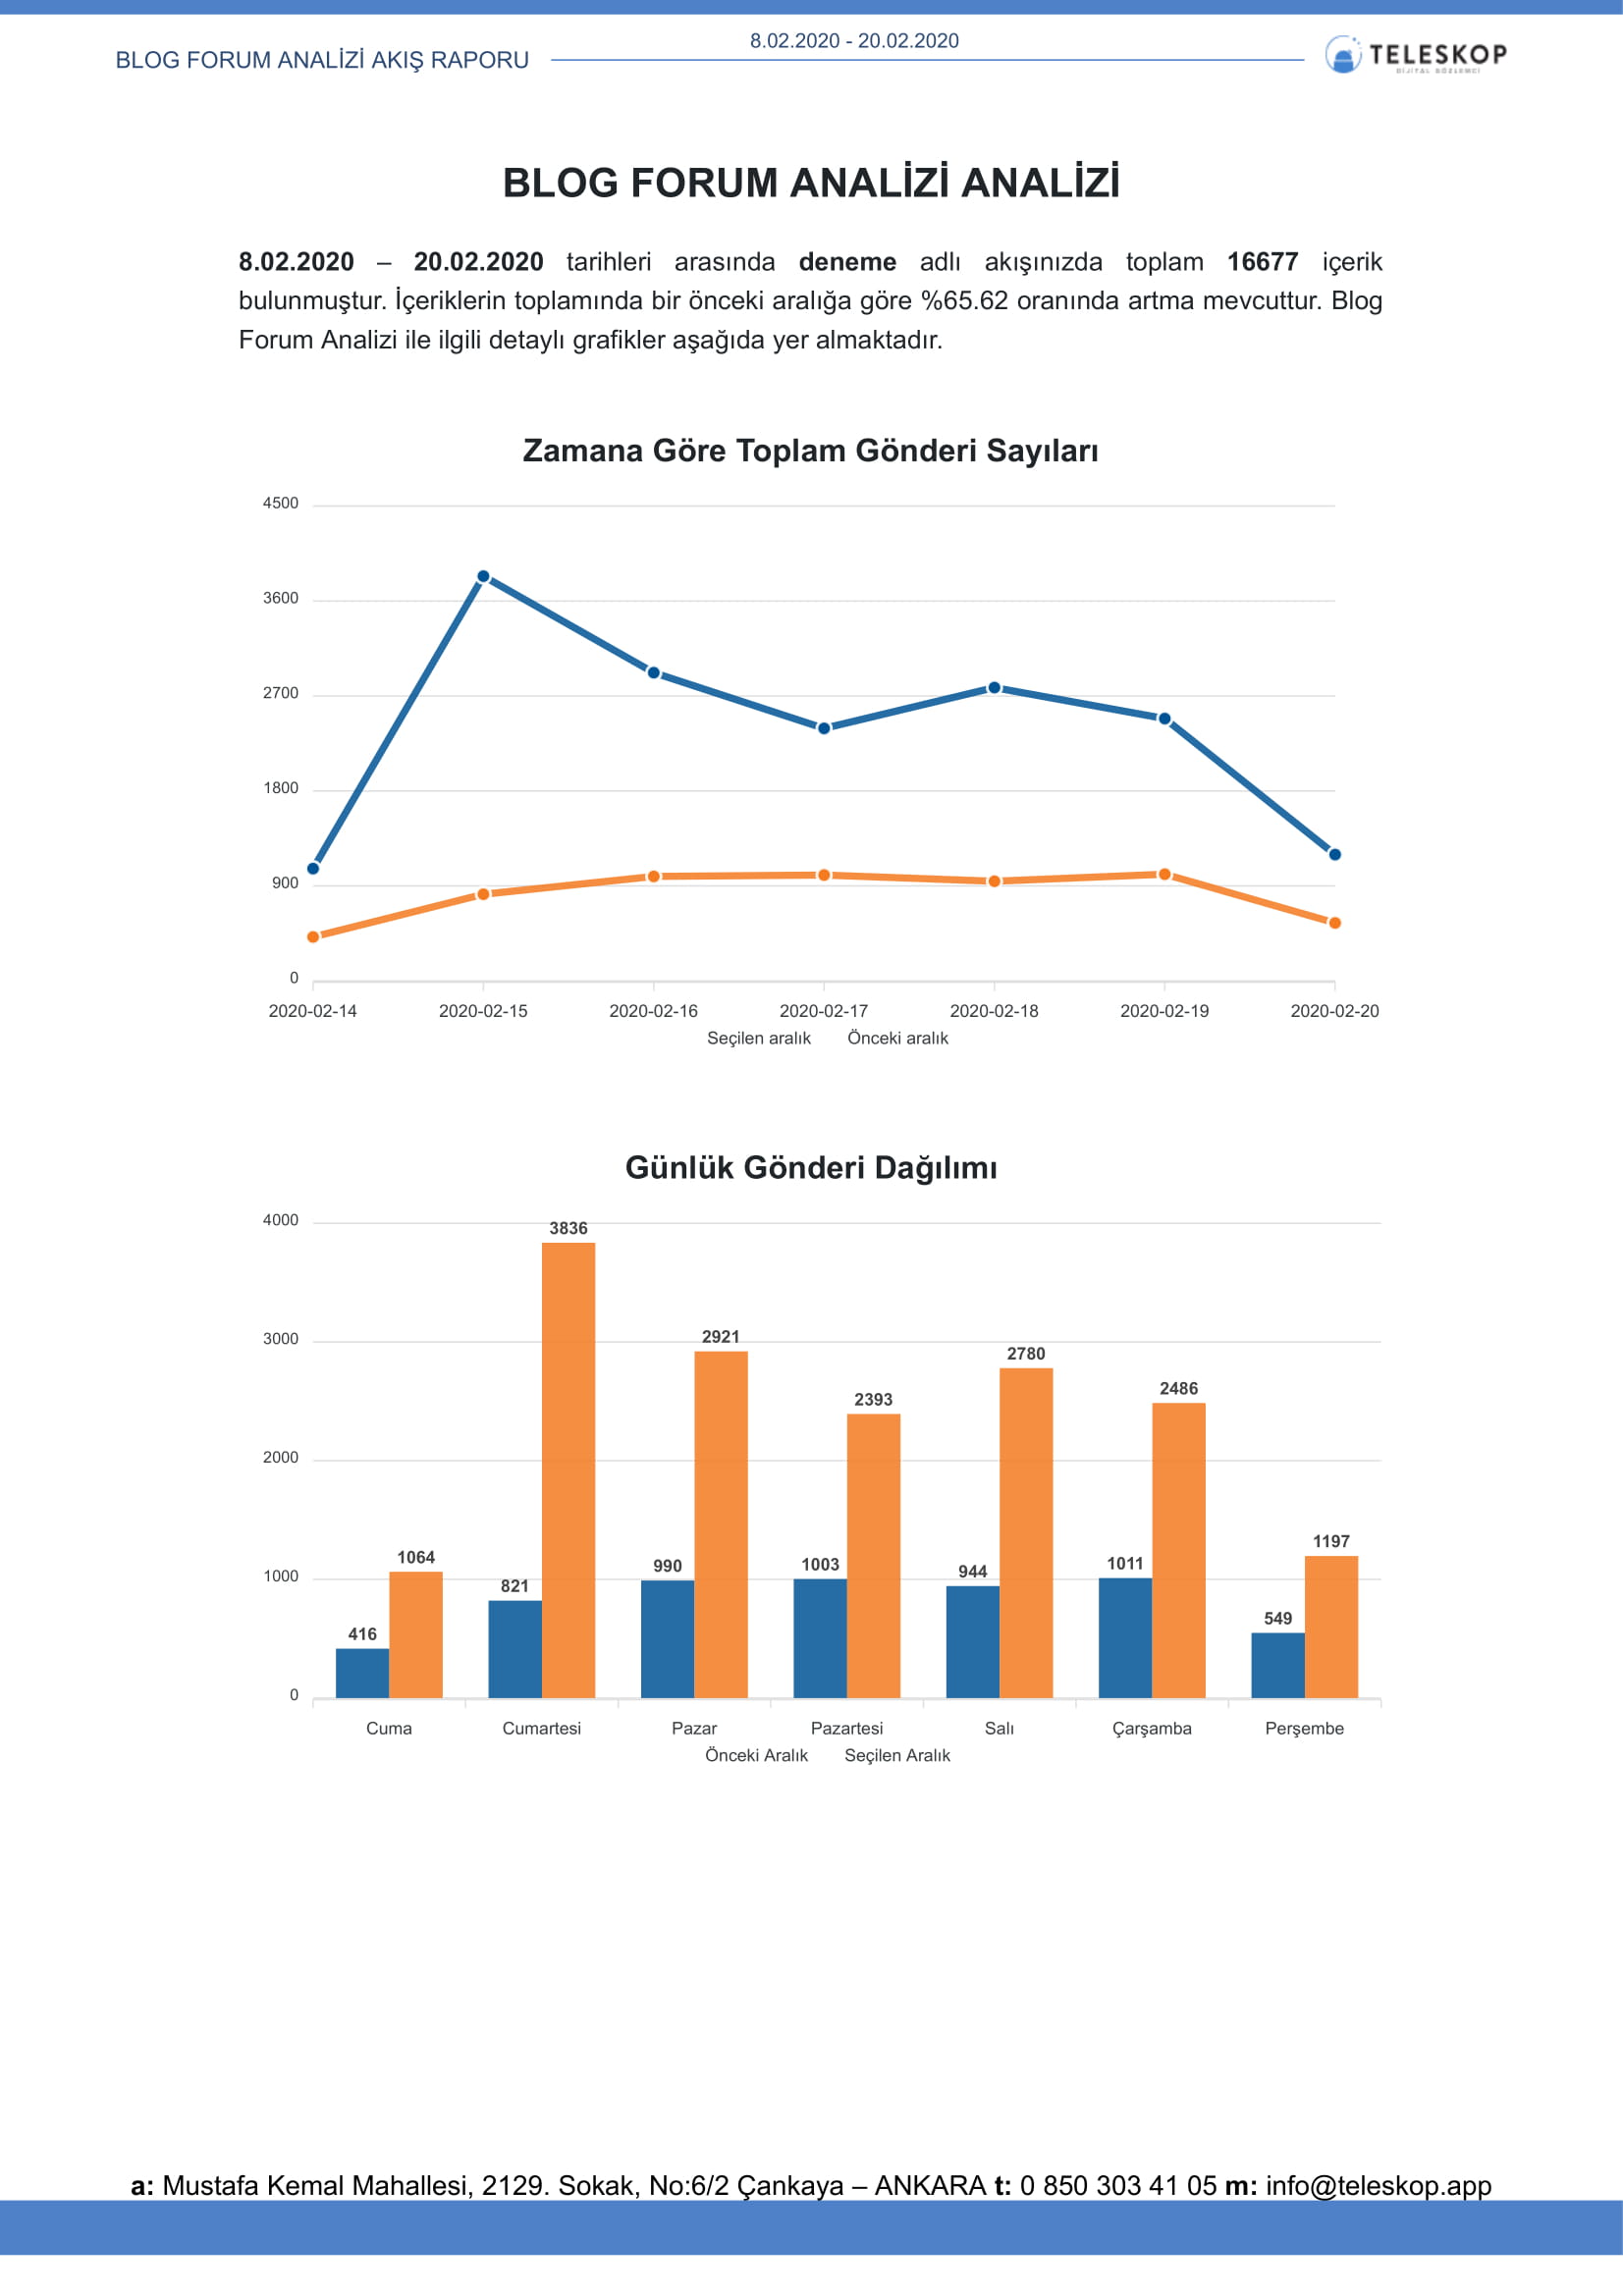 8.02.2020 - 20.02.2020
BLOG FORUM ANALİZİ AKIŞ RAPORU
TELESKOP
DİJİTAL GÖZLEMCİ
BLOG FORUM ANALİZİ ANALİZİ
8.02.2020 – 20.02.2020 tarihleri arasında deneme adlı akışınızda toplam 16677 içerik
bulunmuştur. İçeriklerin toplamında bir önceki aralığa göre %65.62 oranında artma mevcuttur. Blog
Forum Analizi ile ilgili detaylı grafikler aşağıda yer almaktadır.
Zamana Göre Toplam Gönderi Sayıları
4500
3600
2700
1800
900
0
2020-02-14 2020-02-15 2020-02-16 2020-02-17 2020-02-18 2020-02-19 2020-02-20
Seçilen aralık Önceki aralık
Günlük Gönderi Dağılımı
4000
3000
2000
1000
0
416 1064 821 3836 990 2921 1003 2393 944 2780 1011 2486 549 1197
Cuma Cumartesi Pazar Pazartesi Salı Çarşamba Perşembe
Önceki Aralık Seçilen Aralık
a: Mustafa Kemal Mahallesi, 2129. Sokak, No:6/2 Çankaya – ANKARA t: 0 850 303 41 05 m: info@teleskop.app